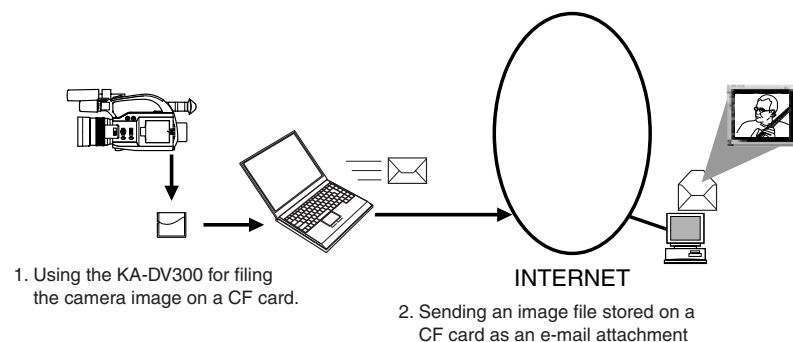 INTERNET
1. Using the KA-DV300 for filing
the camera image on a CF card.
2. Sending an image file stored on a
CF card as an e-mail attachment